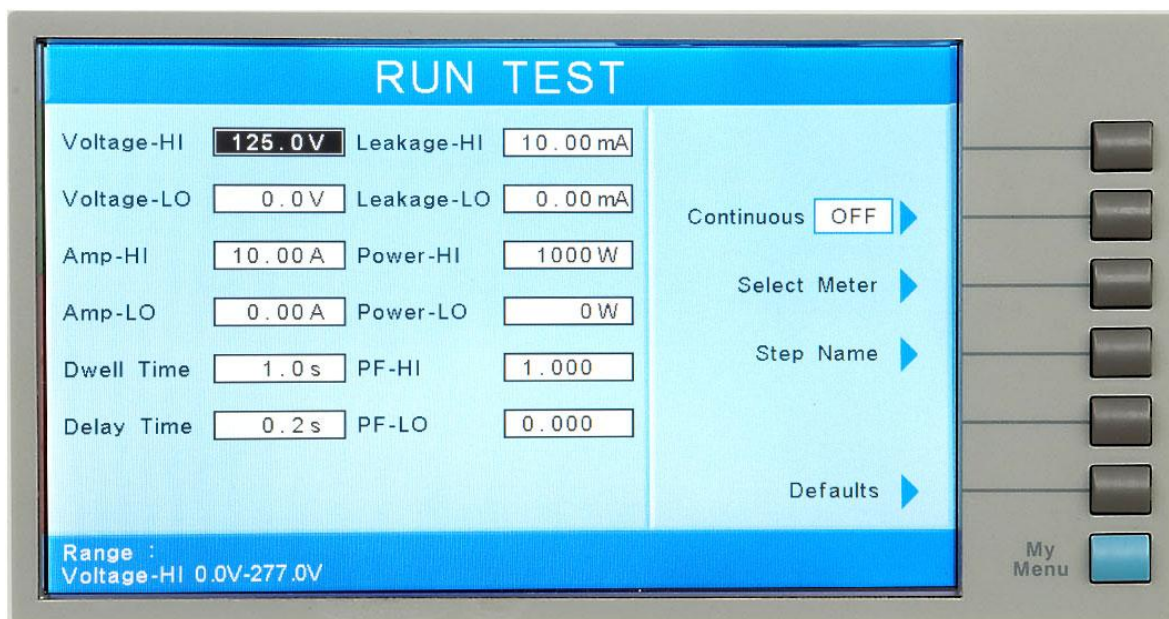 RUN TEST
Voltage-HI 125.0V Leakage-HI 10.00mA
Voltage-LO 0.0V Leakage-LO 0.00mA
Continuous OFF
Amp-HI 10.00A Power-HI 1000W
Select Meter
Amp-LO 0.00A Power-LO 0W
Step Name
Dwell Time 1.0s PF-HI 1.000
Delay Time 0.2s PF-LO 0.000
Defaults
Range :
Voltage-HI 0.0V-277.0V
My
Menu